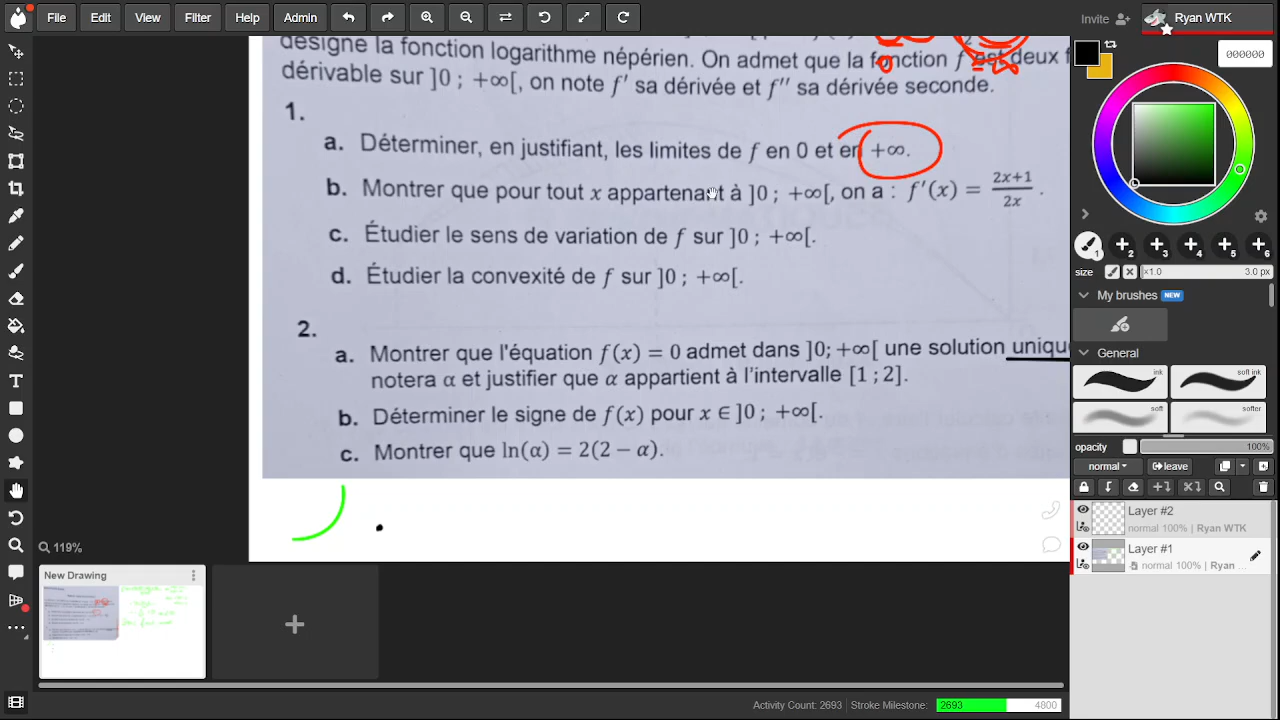 File Edit View Filter Help Admin
Invite Ryan WTK
000000
désigne la fonction logarithme népérien. On admet que la fonction f est deux f
dérivable sur ]0 ; +∞[, on note f′ sa dérivée et f″ sa dérivée seconde.
1.
a. Déterminer, en justifiant, les limites de f en 0 et en +∞.
b. Montrer que pour tout x appartenant à ]0 ; +∞[, on a : f′(x) = 2x+1/2x .
c. Étudier le sens de variation de f sur ]0 ; +∞[.
d. Étudier la convexité de f sur ]0 ; +∞[.
2.
a. Montrer que l'équation f(x) = 0 admet dans ]0; +∞[ une solution uniqu
notera α et justifier que α appartient à l'intervalle [1 ; 2].
b. Déterminer le signe de f(x) pour x ∈ ]0 ; +∞[.
c. Montrer que ln(α) = 2(2 − α).
1 2 3 4 5 6
size x1.0 3.0 px
My brushes NEW
General
ink soft ink
soft softer
opacity 100%
normal leave
Layer #2
normal 100% | Ryan WTK
Layer #1
normal 100% | Ryan ...
119%
New Drawing
Activity Count: 2693 Stroke Milestone: 2693 4800